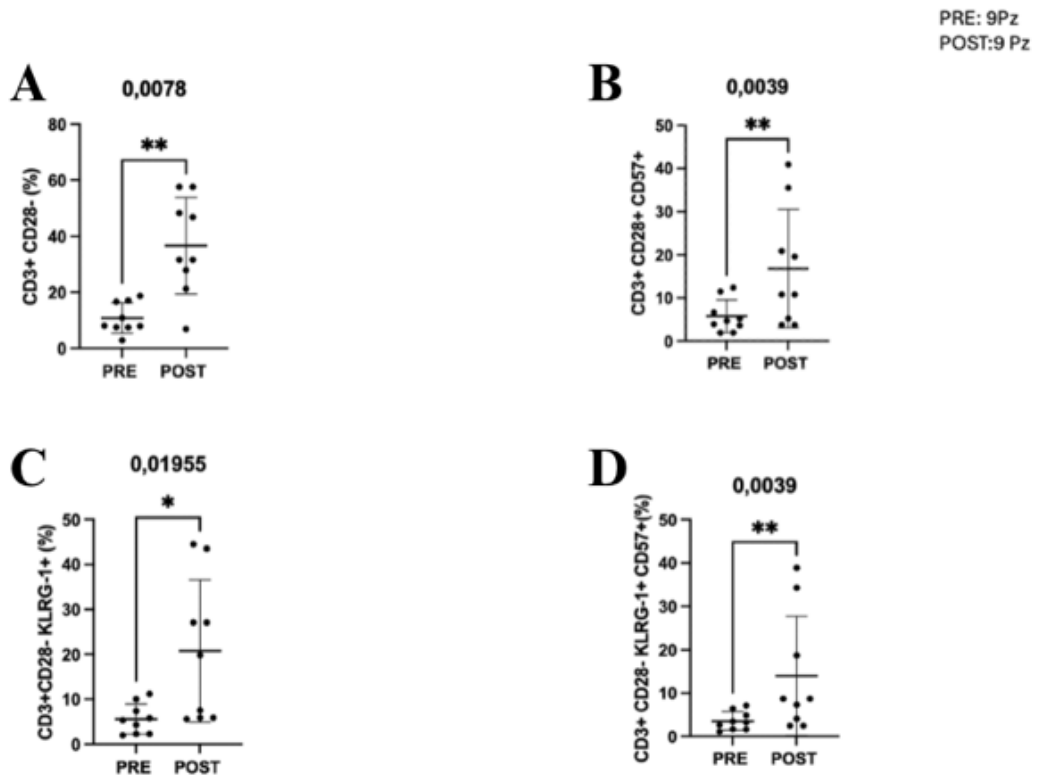 PRE: 9Pz
POST:9 Pz
A
0,0078
**
CD3+ CD28- (%)
80
60
40
20
0
PRE POST
B
0,0039
**
CD3+ CD28+ CD57+
50
40
30
20
10
0
PRE POST
C
0,01955
*
CD3+CD28- KLRG-1+ (%)
50
40
30
20
10
0
PRE POST
D
0,0039
**
CD3+ CD28- KLRG-1+ CD57+(%)
50
40
30
20
10
0
PRE POST